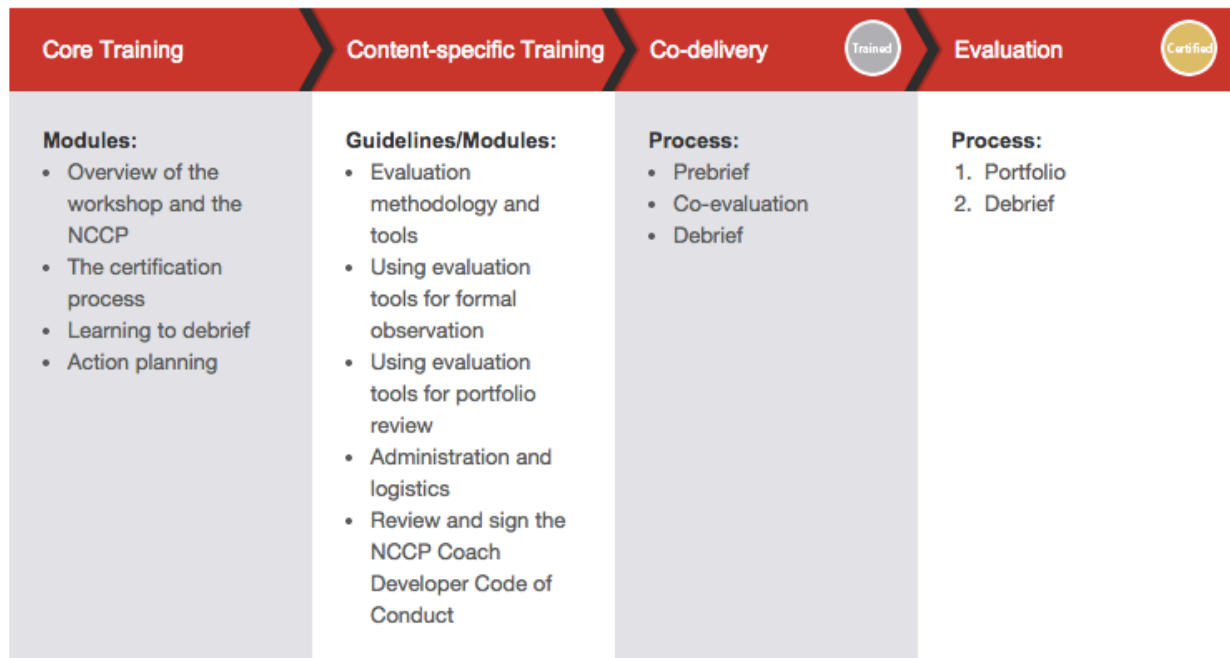 Core Training
Content-specific Training
Co-delivery
Trained
Evaluation
Certified
Modules:
• Overview of the
workshop and the
NCCP
• The certification
process
• Learning to debrief
• Action planning
Guidelines/Modules:
• Evaluation
methodology and
tools
• Using evaluation
tools for formal
observation
• Using evaluation
tools for portfolio
review
• Administration and
logistics
• Review and sign the
NCCP Coach
Developer Code of
Conduct
Process:
• Prebrief
• Co-evaluation
• Debrief
Process:
1. Portfolio
2. Debrief